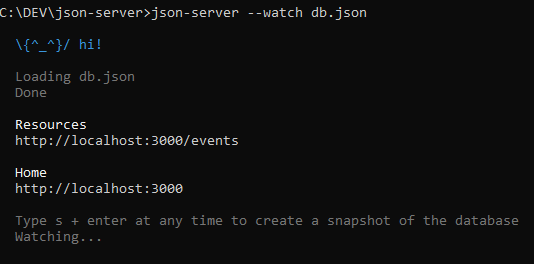 C:\DEV\json-server>json-server --watch db.json
\{^_^}/ hi!
Loading db.json
Done
Resources
http://localhost:3000/events
Home
http://localhost:3000
Type s + enter at any time to create a snapshot of the database
Watching...